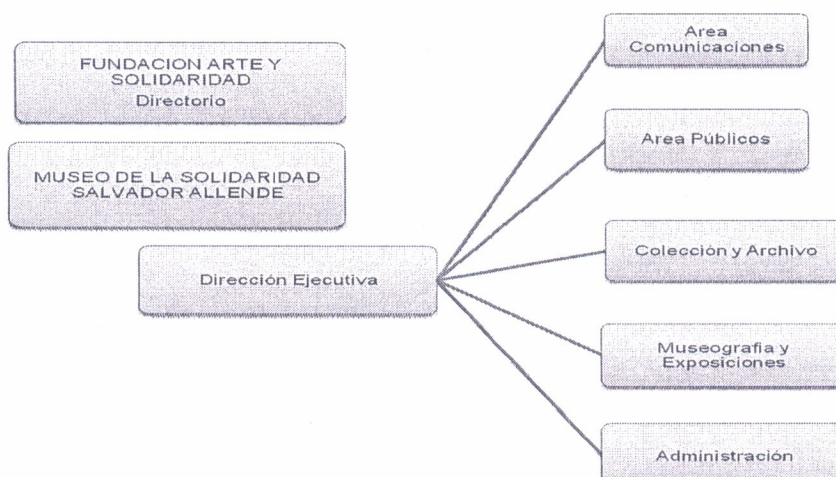 FUNDACION ARTE Y
SOLIDARIDAD
Directorio
MUSEO DE LA SOLIDARIDAD
SALVADOR ALLENDE
Dirección Ejecutiva
Area
Comunicaciones
Area Públicos
Colección y Archivo
Museografia y
Exposiciones
Administración